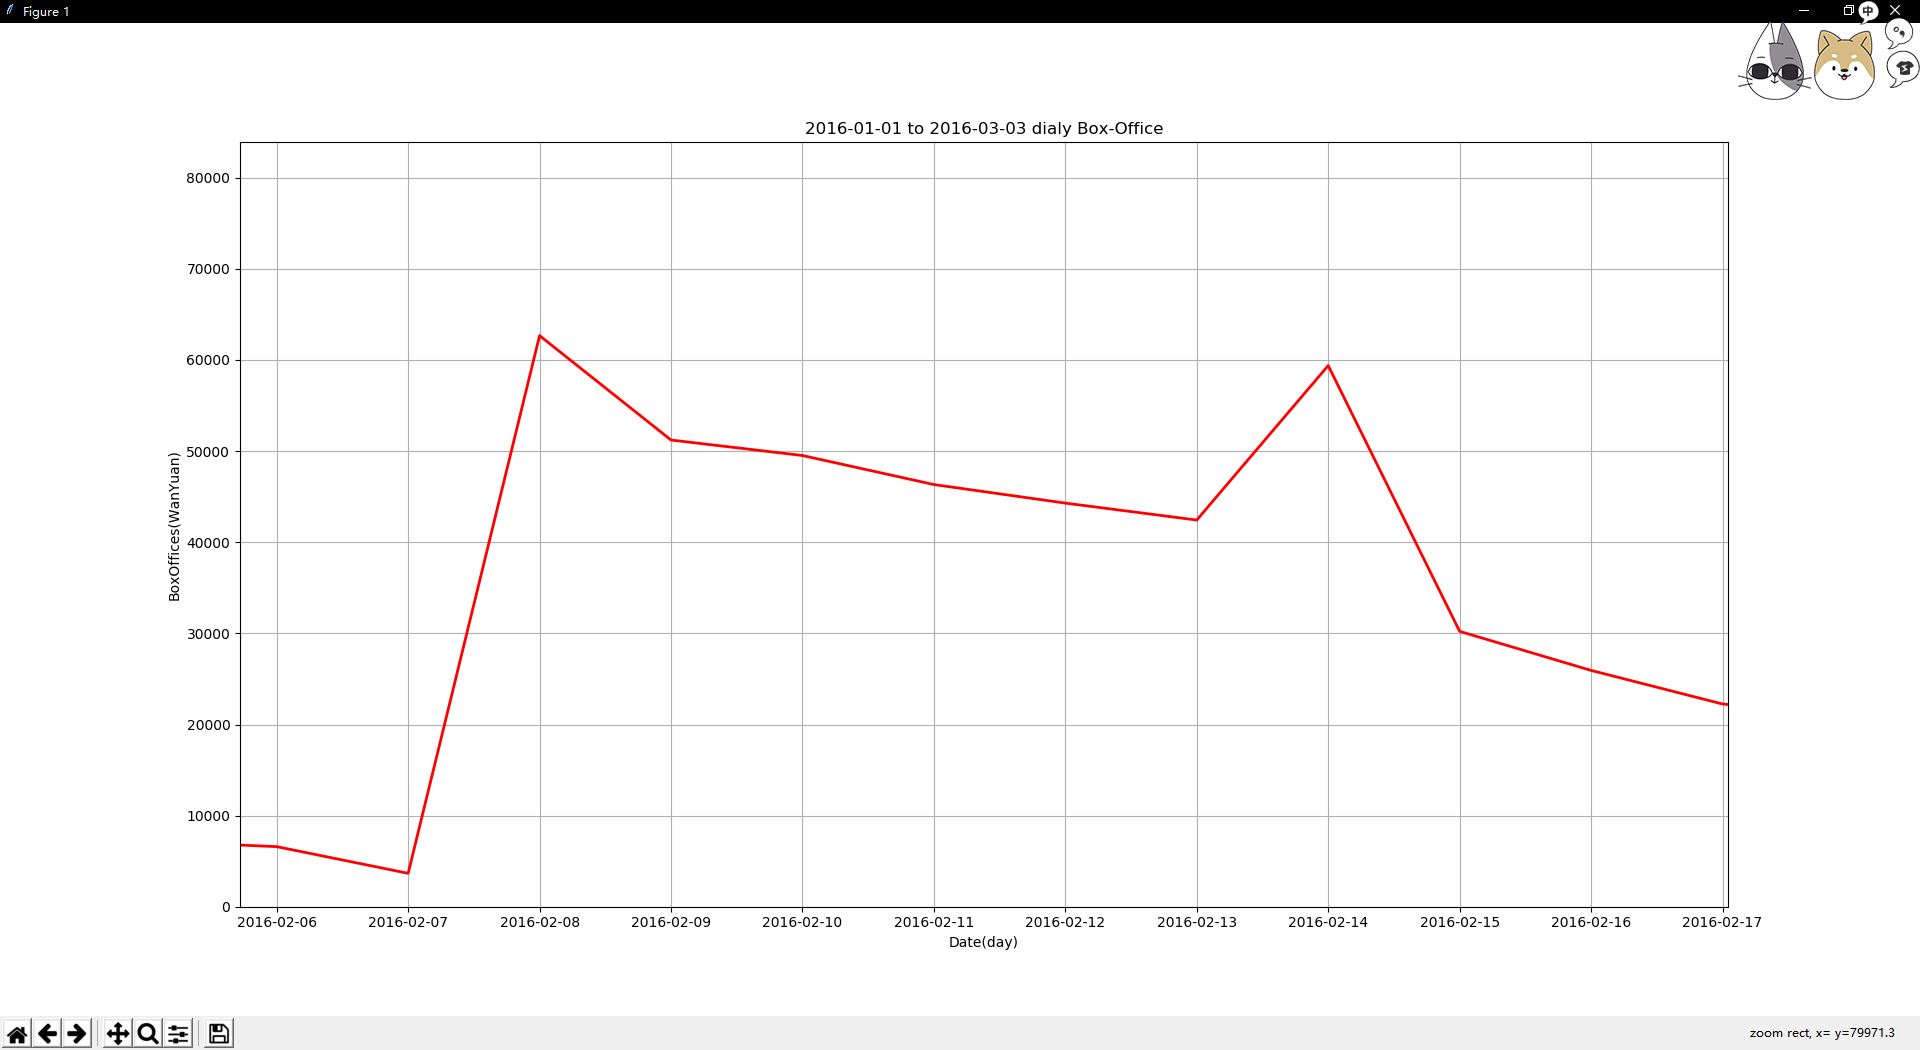 Figure 1
中
2016-01-01 to 2016-03-03 dialy Box-Office
80000
70000
60000
50000
40000
30000
20000
10000
0
BoxOffices(WanYuan)
2016-02-06 2016-02-07 2016-02-08 2016-02-09 2016-02-10 2016-02-11 2016-02-12 2016-02-13 2016-02-14 2016-02-15 2016-02-16 2016-02-17
Date(day)
zoom rect, x= y=79971.3